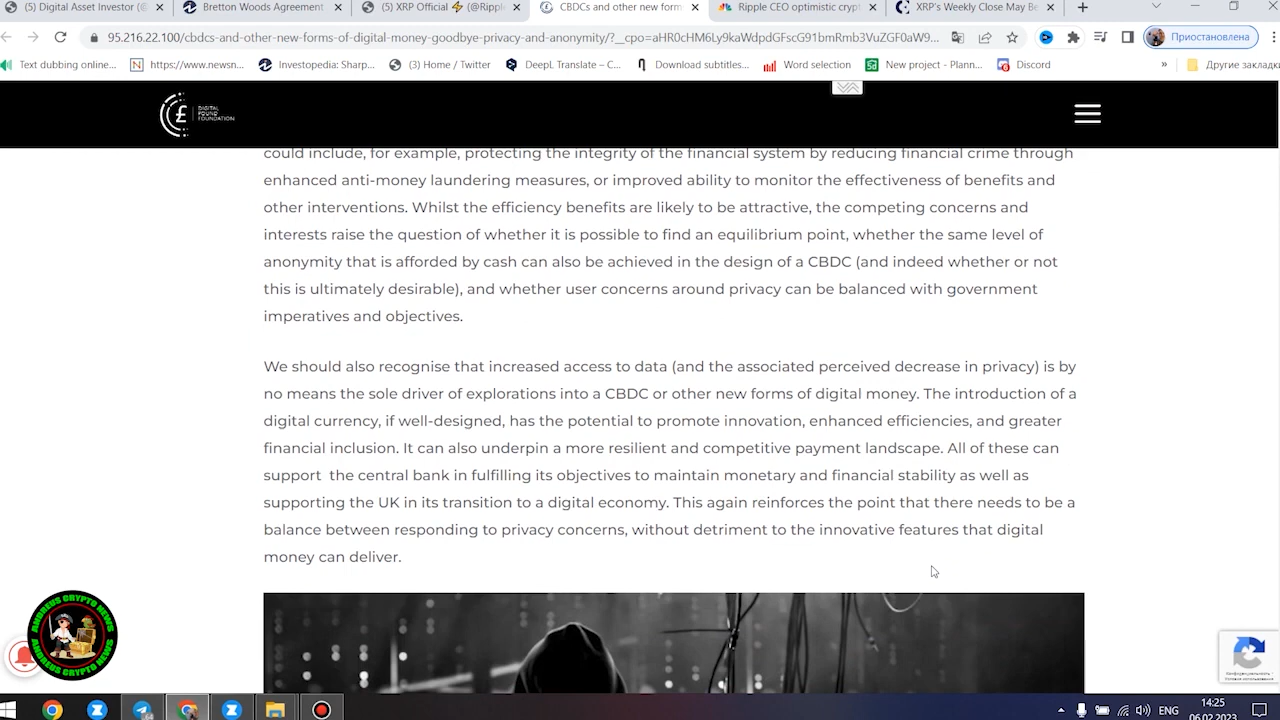 (5) Digital Asset Investor (@
Bretton Woods Agreement
(5) XRP Official ⚡ (@Ripple
CBDCs and other new form
Ripple CEO optimistic crypt
XRP's Weekly Close May Be
95.216.22.100/cbdcs-and-other-new-forms-of-digital-money-goodbye-privacy-and-anonymity/?__cpo=aHR0cHM6Ly9kaWdpdGFscG91bmRmb3VuZGF0aW9...
Приостановлена
Text dubbing online...
https://www.newsn...
Investopedia: Sharp...
(3) Home / Twitter
DeepL Translate – C...
Download subtitles...
Word selection
New project - Plann...
Discord
»
Другие закладки
DIGITAL
POUND
FOUNDATION
could include, for example, protecting the integrity of the financial system by reducing financial crime through
enhanced anti-money laundering measures, or improved ability to monitor the effectiveness of benefits and
other interventions. Whilst the efficiency benefits are likely to be attractive, the competing concerns and
interests raise the question of whether it is possible to find an equilibrium point, whether the same level of
anonymity that is afforded by cash can also be achieved in the design of a CBDC (and indeed whether or not
this is ultimately desirable), and whether user concerns around privacy can be balanced with government
imperatives and objectives.
We should also recognise that increased access to data (and the associated perceived decrease in privacy) is by
no means the sole driver of explorations into a CBDC or other new forms of digital money. The introduction of a
digital currency, if well-designed, has the potential to promote innovation, enhanced efficiencies, and greater
financial inclusion. It can also underpin a more resilient and competitive payment landscape. All of these can
support the central bank in fulfilling its objectives to maintain monetary and financial stability as well as
supporting the UK in its transition to a digital economy. This again reinforces the point that there needs to be a
balance between responding to privacy concerns, without detriment to the innovative features that digital
money can deliver.
ANDREUS CRYPTO NEWS
ANDREUS CRYPTO NEWS
Конфиденциальность -
Условия использования
ENG
14:25
06.02.2023